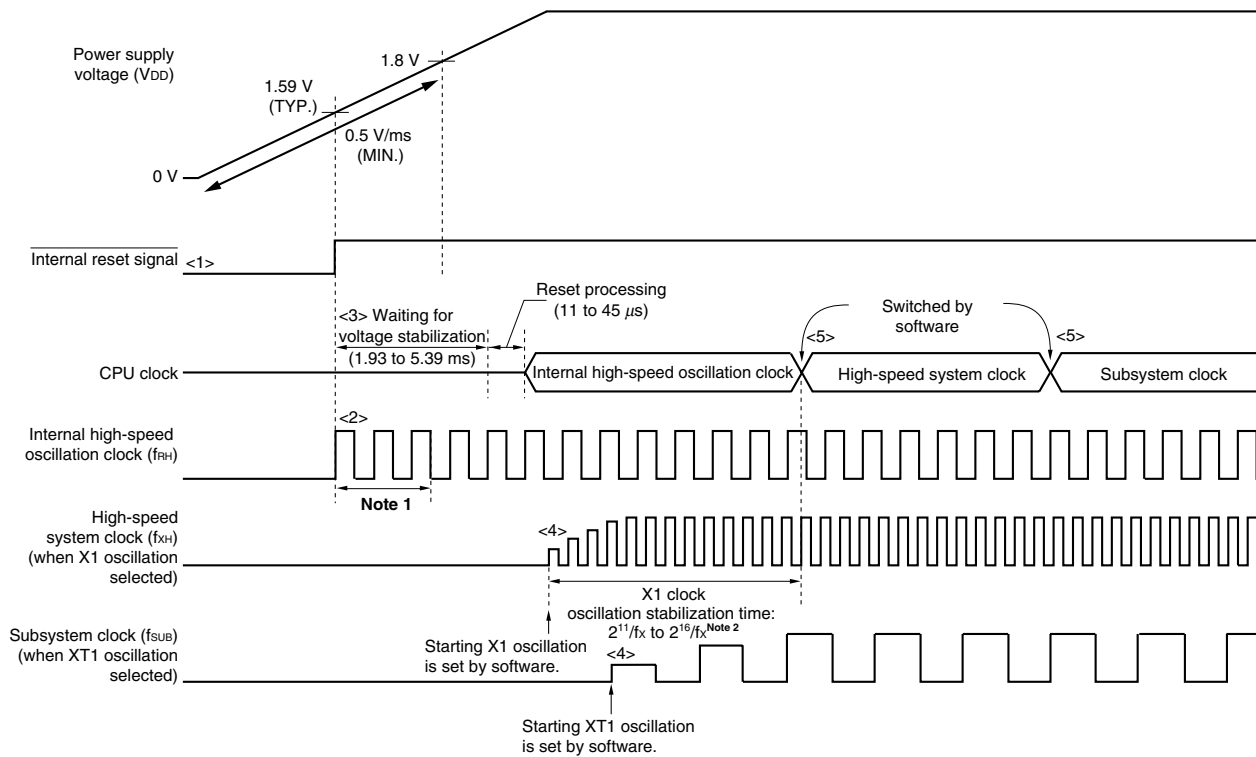 Power supply
voltage (VDD)
1.8 V
1.59 V
(TYP.)
0.5 V/ms
(MIN.)
0 V
Internal reset signal
<1>
Reset processing
(11 to 45 μs)
<3> Waiting for
voltage stabilization
(1.93 to 5.39 ms)
Switched by
software
<5>
<5>
CPU clock
Internal high-speed oscillation clock
High-speed system clock
Subsystem clock
<2>
Internal high-speed
oscillation clock (fRH)
Note 1
High-speed
system clock (fXH)
(when X1 oscillation
selected)
<4>
X1 clock
oscillation stabilization time:
2¹¹/fX to 2¹⁶/fX Note 2
Starting X1 oscillation
is set by software.
Subsystem clock (fSUB)
(when XT1 oscillation
selected)
<4>
Starting XT1 oscillation
is set by software.